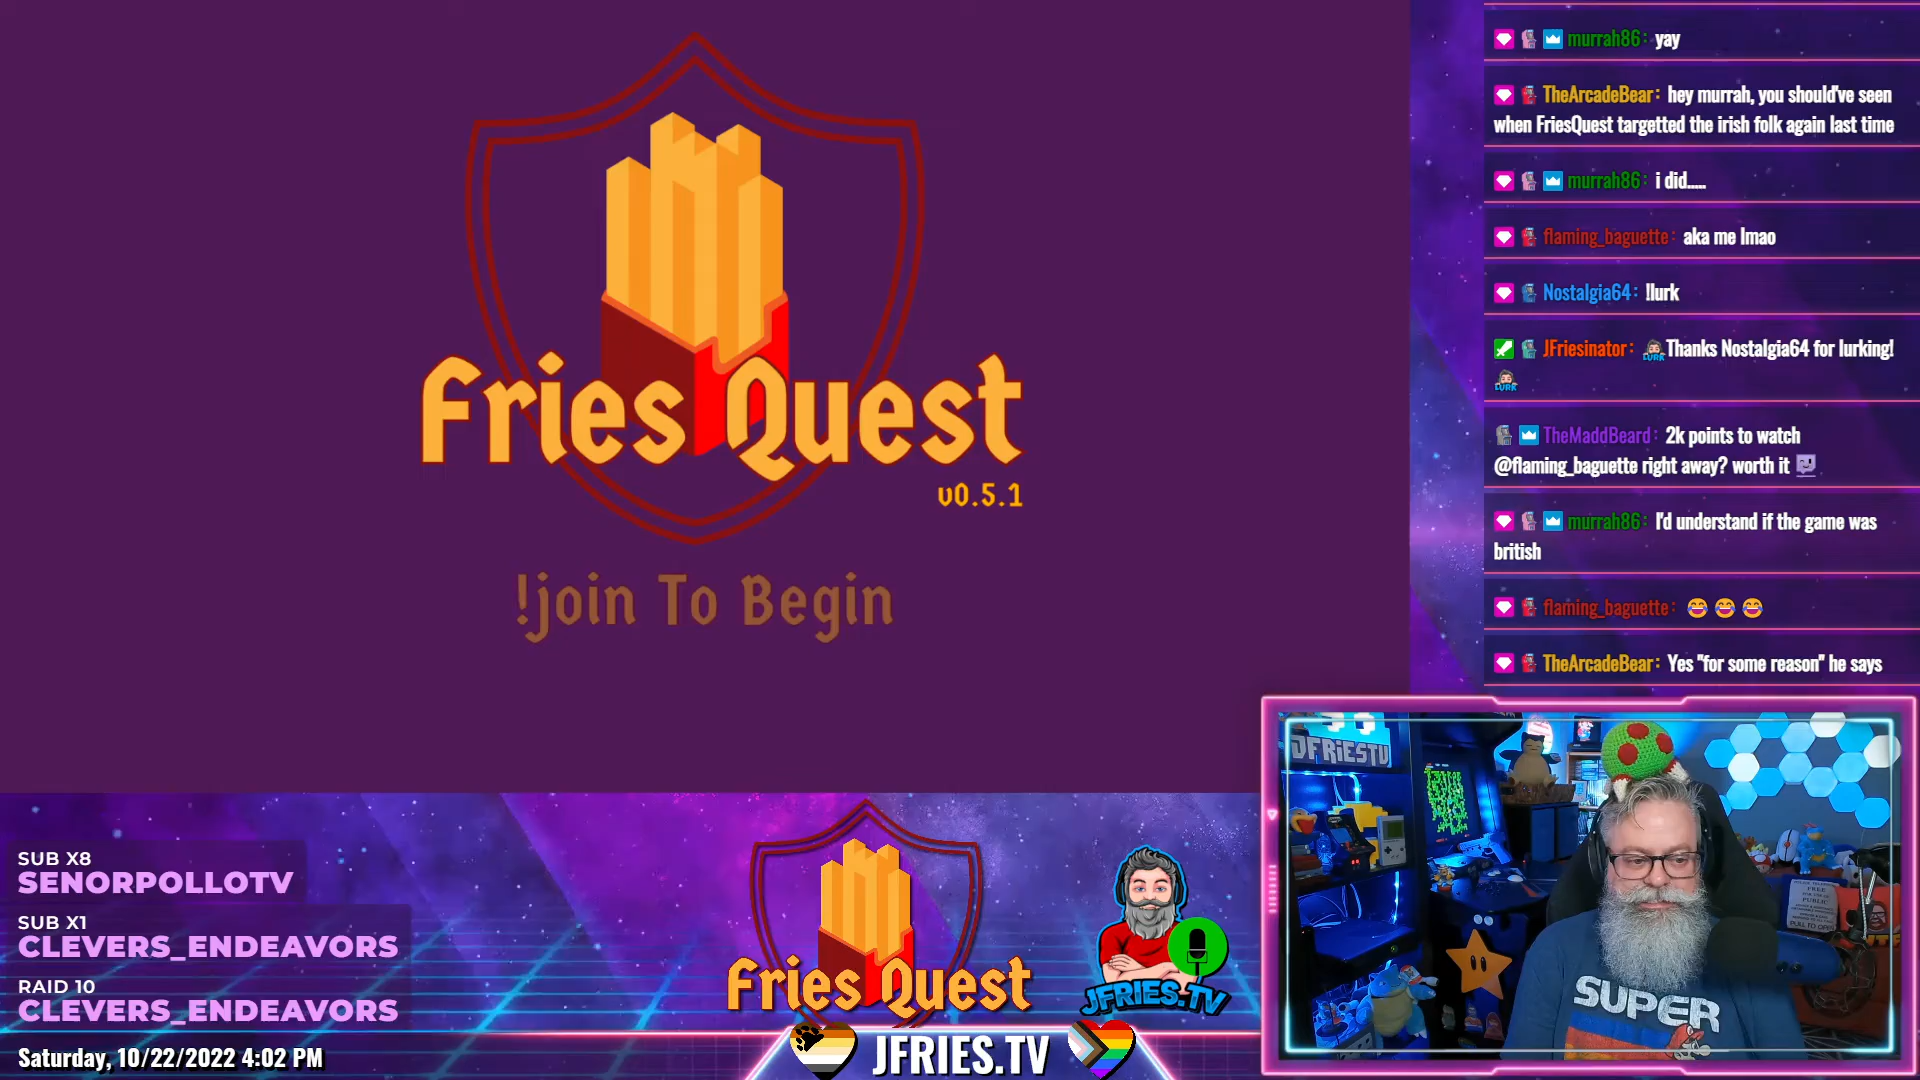 Fries Quest
v0.5.1
!join To Begin
murrah86: yay
TheArcadeBear: hey murrah, you should've seen
when FriesQuest targetted the irish folk again last time
murrah86: i did.....
flaming_baguette: aka me lmao
Nostalgia64: !lurk
JFriesinator: LURK Thanks Nostalgia64 for lurking!
LURK
TheMaddBeard: 2k points to watch
@flaming_baguette right away? worth it
murrah86: I'd understand if the game was
british
flaming_baguette: 😂 😂 😂
TheArcadeBear: Yes "for some reason" he says
SUB X8
SENORPOLLOTV
SUB X1
CLEVERS_ENDEAVORS
RAID 10
CLEVERS_ENDEAVORS
Saturday, 10/22/2022 4:02 PM
Fries Quest
JFRIES.TV
JFRIES.TV
JFRIESTV
FREE
PUBLIC
SUPER